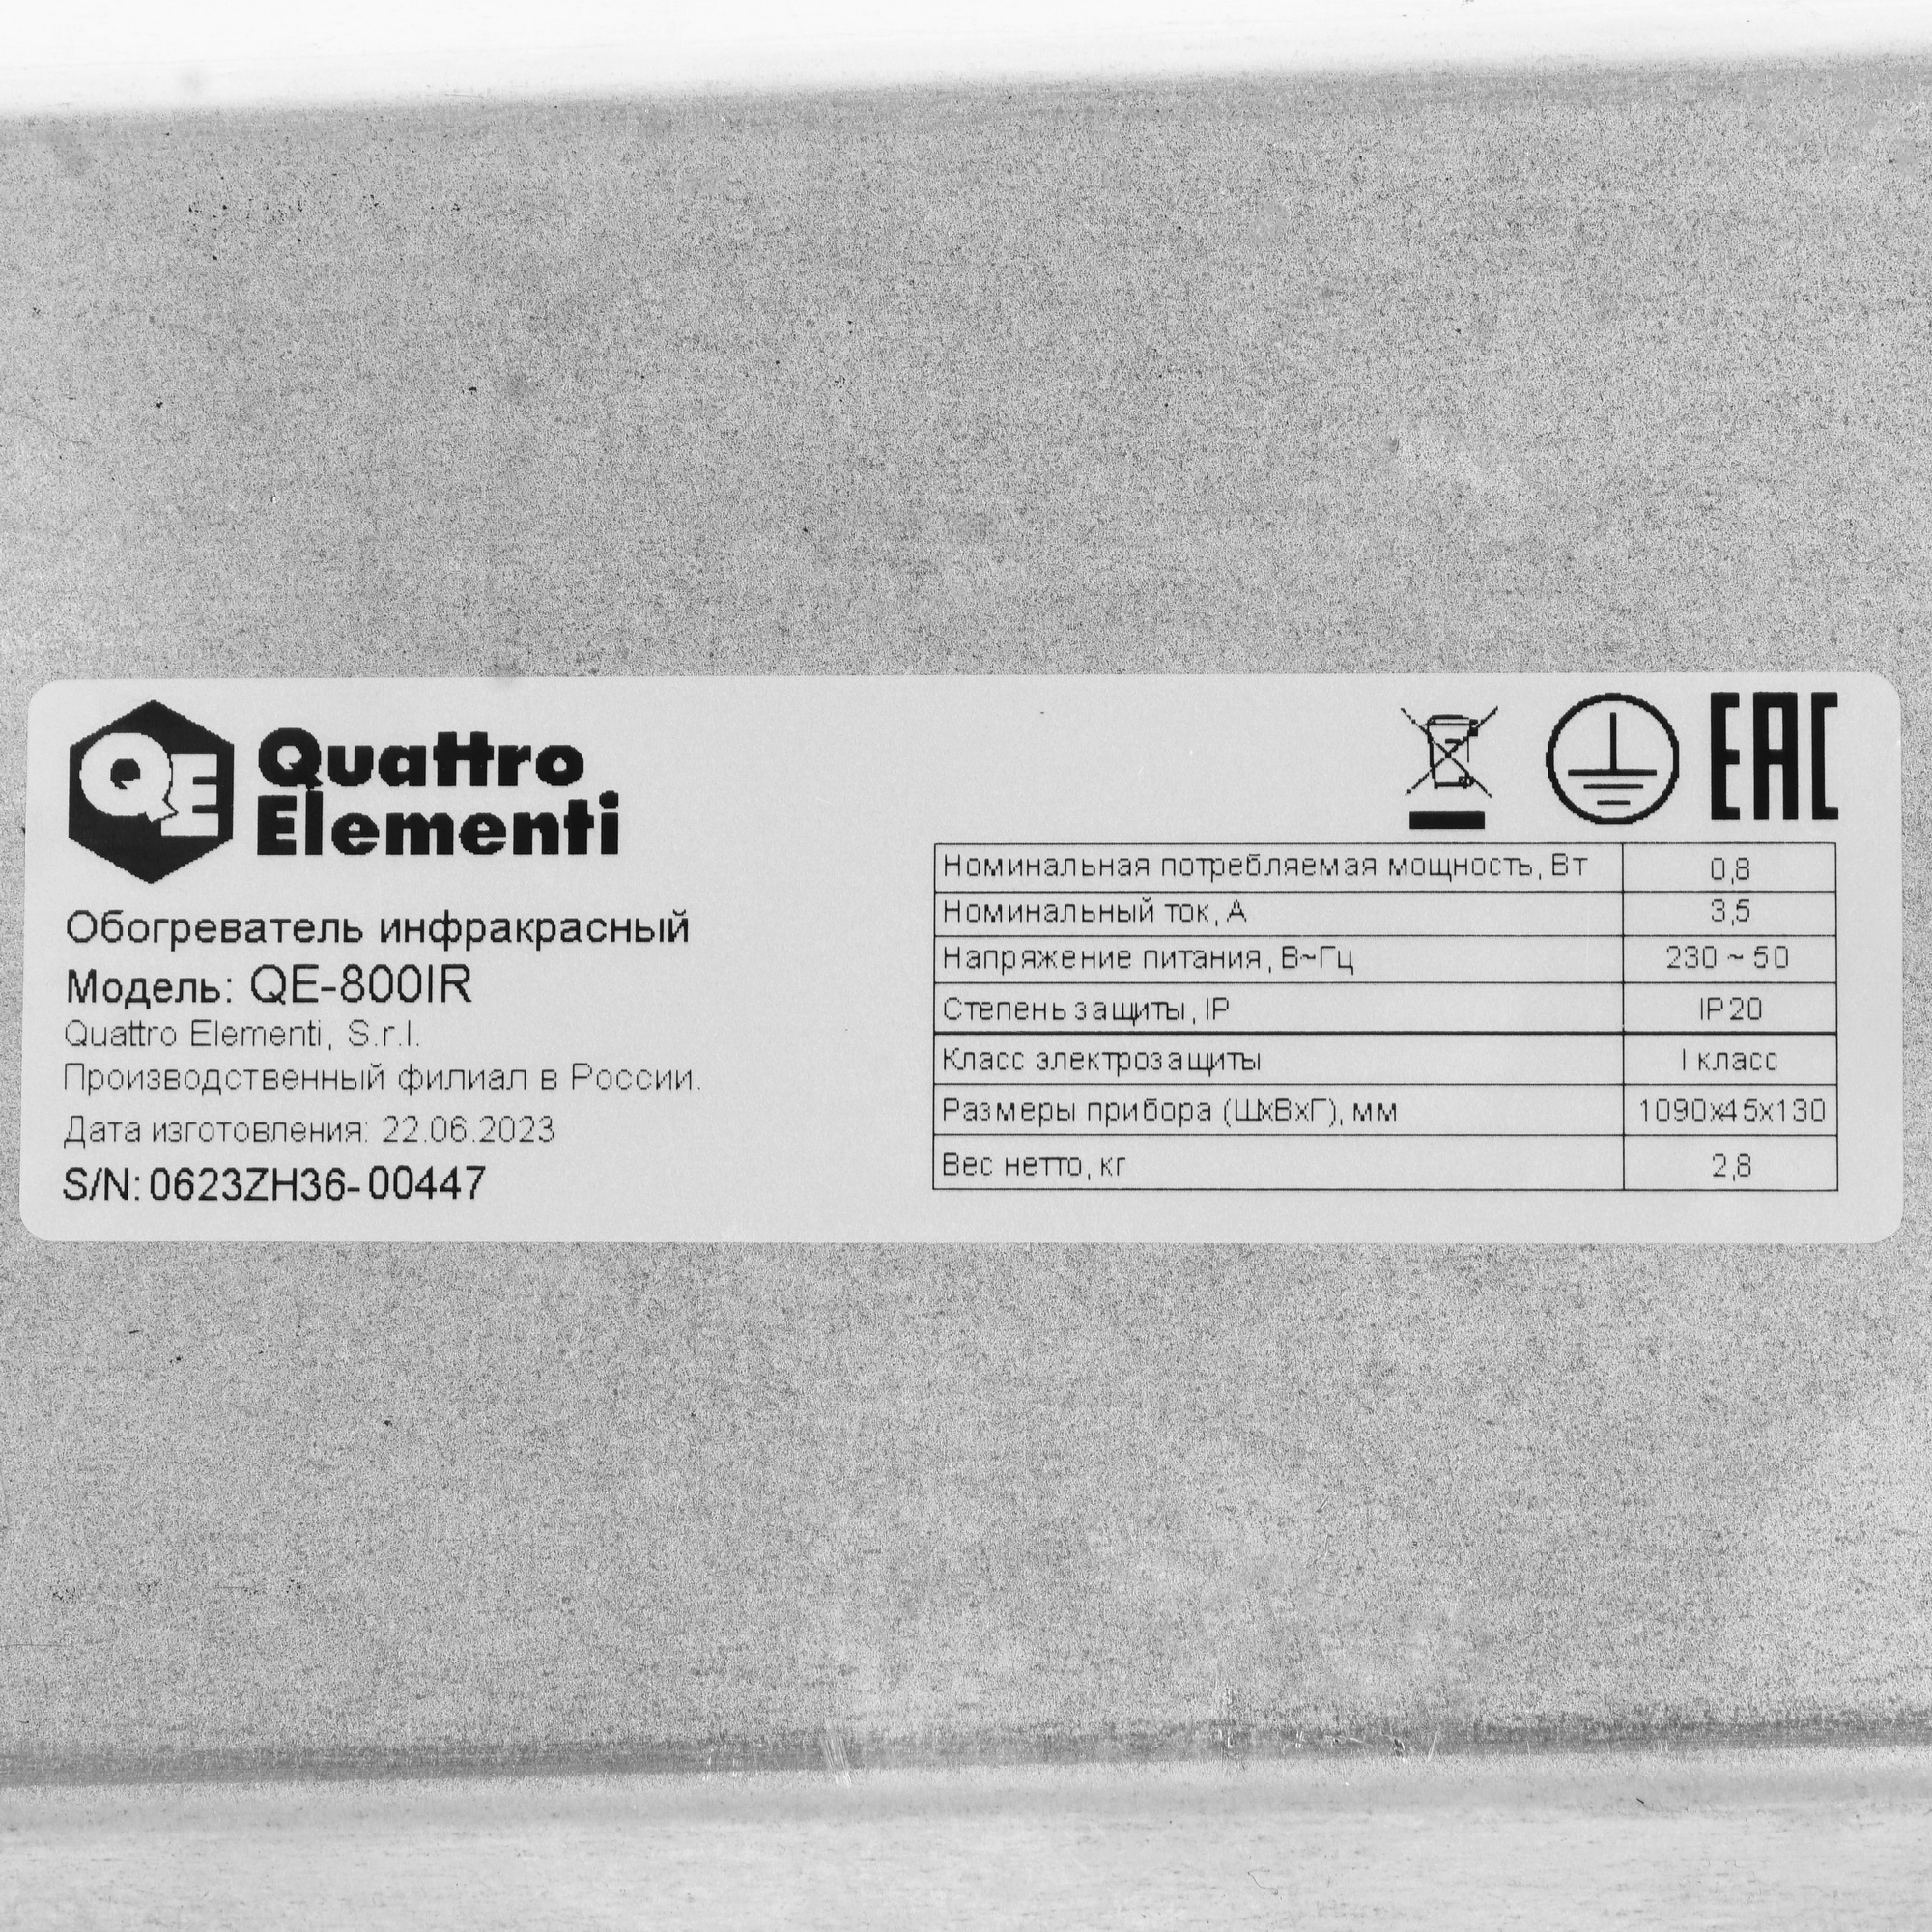 QE Quattro
Elementi
EAC
Обогреватель инфракрасный
Модель: QE-800IR
Quattro Elementi, S.r.l.
Производственный филиал в России.
Дата изготовления: 22.06.2023
S/N: 0623ZH36-00447
Номинальная потребляемая мощность, Вт 0,8
Номинальный ток, А 3,5
Напряжение питания, В~Гц 230 ~ 50
Степень защиты, IP IP20
Класс электрозащиты I класс
Размеры прибора (ШхВхГ), мм 1090х45х130
Вес нетто, кг 2,8